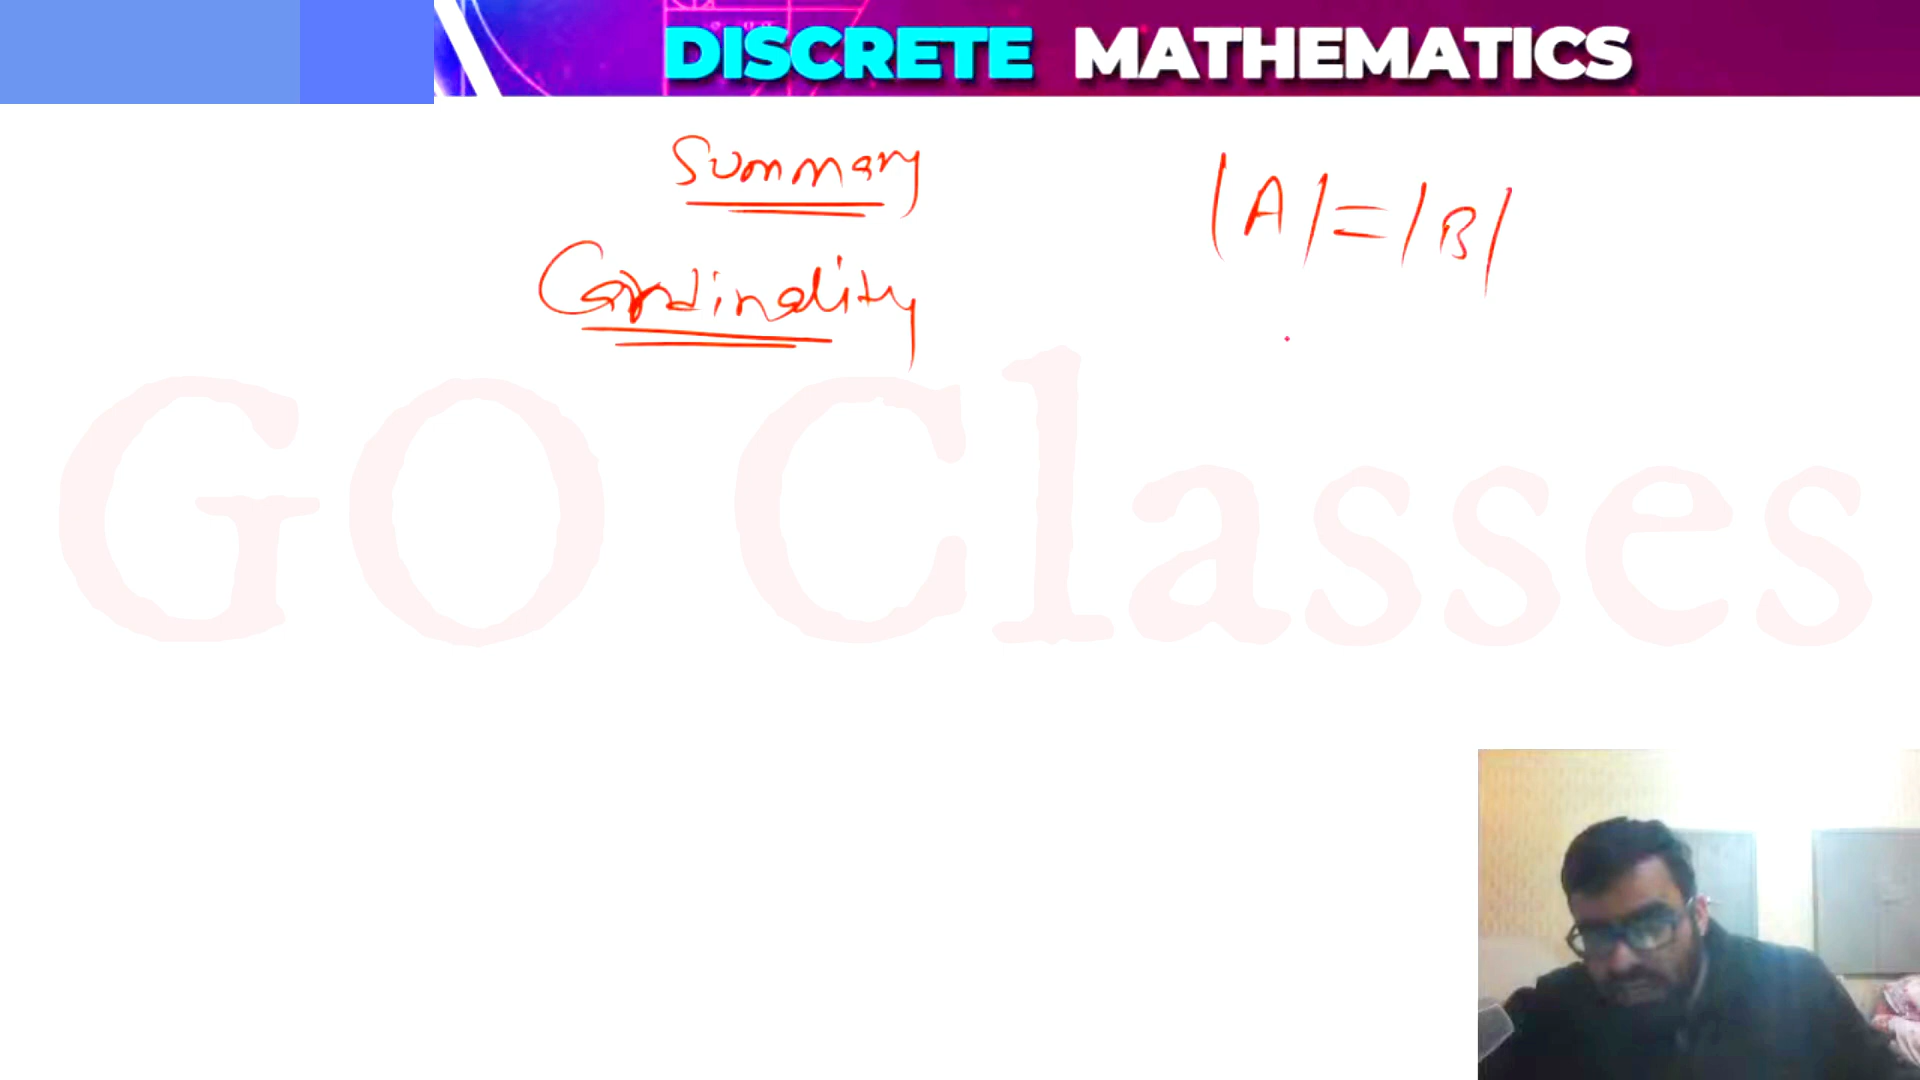 DISCRETE MATHEMATICS
Summary
Cardinality
|A|=|B|
GO Classes